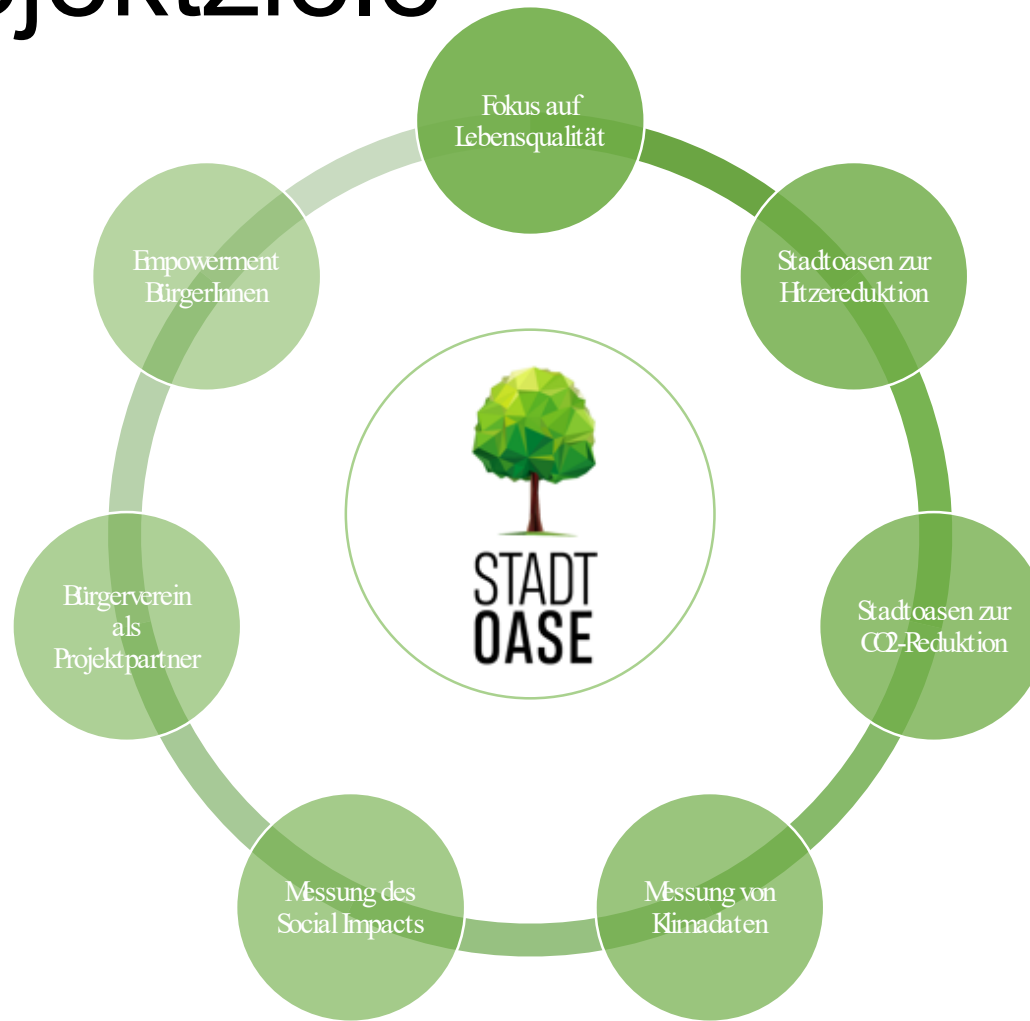 Fokus auf
Lebensqualität
Stadtoasen zur
Hitzereduktion
Stadtoasen zur
CO2-Reduktion
Messung von
Klimadaten
Messung des
Social Impacts
Bürgerverein
als
Projektpartner
Empowerment
BürgerInnen
STADT
OASE